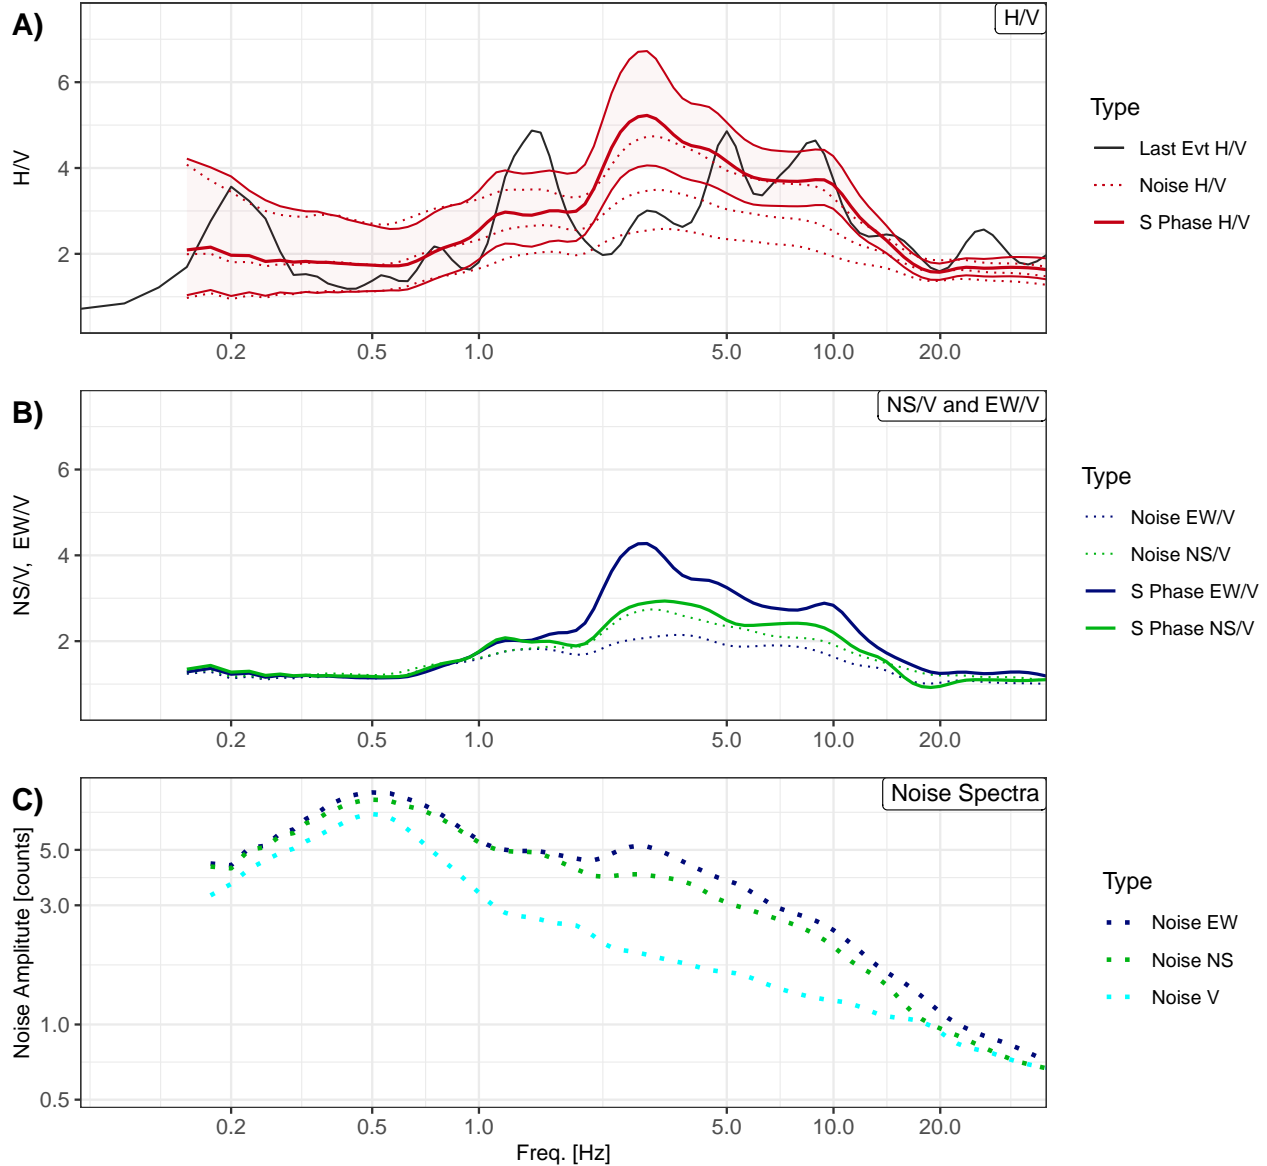 A)
H/V
H/V
6
4
2
0.2
0.5
1.0
5.0
10.0
20.0
Type
Last Evt H/V
Noise H/V
S Phase H/V
B)
NS/V and EW/V
NS/V,  EW/V
6
4
2
0.2
0.5
1.0
5.0
10.0
20.0
Type
Noise EW/V
Noise NS/V
S Phase EW/V
S Phase NS/V
C)
Noise Spectra
Noise Amplitute [counts]
5.0
3.0
1.0
0.5
0.2
0.5
1.0
5.0
10.0
20.0
Freq. [Hz]
Type
Noise EW
Noise NS
Noise V